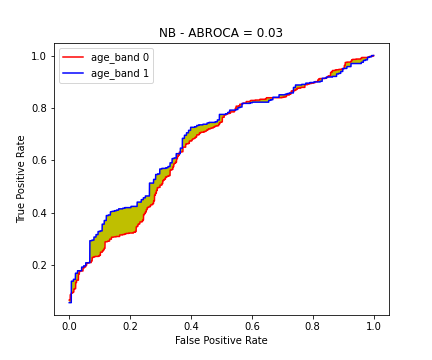 NB - ABROCA = 0.03
age_band 0
age_band 1
True Positive Rate
1.0
0.8
0.6
0.4
0.2
0.0 0.2 0.4 0.6 0.8 1.0
False Positive Rate